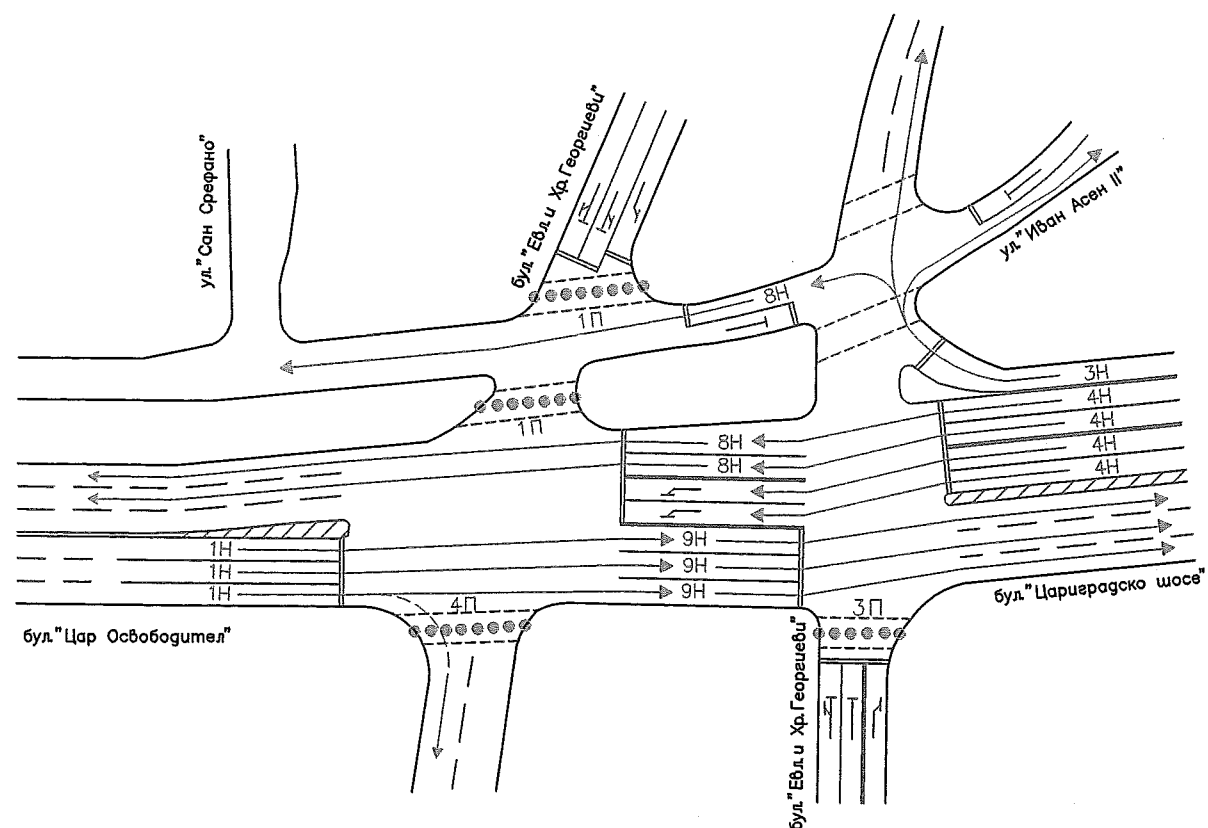 ул."Сан Срефано"
бул."Евл.и Хр.Георгиеви"
ул."Иван Асен II"
8Н
1П
3Н
4Н
4Н
1П
4Н
8Н
4Н
8Н
1Н
9Н
1Н
9Н
1Н
9Н
4П
3П
бул."Цариградско шосе"
бул."Цар Освободител"
бул."Евл.и Хр.Георгиеви"